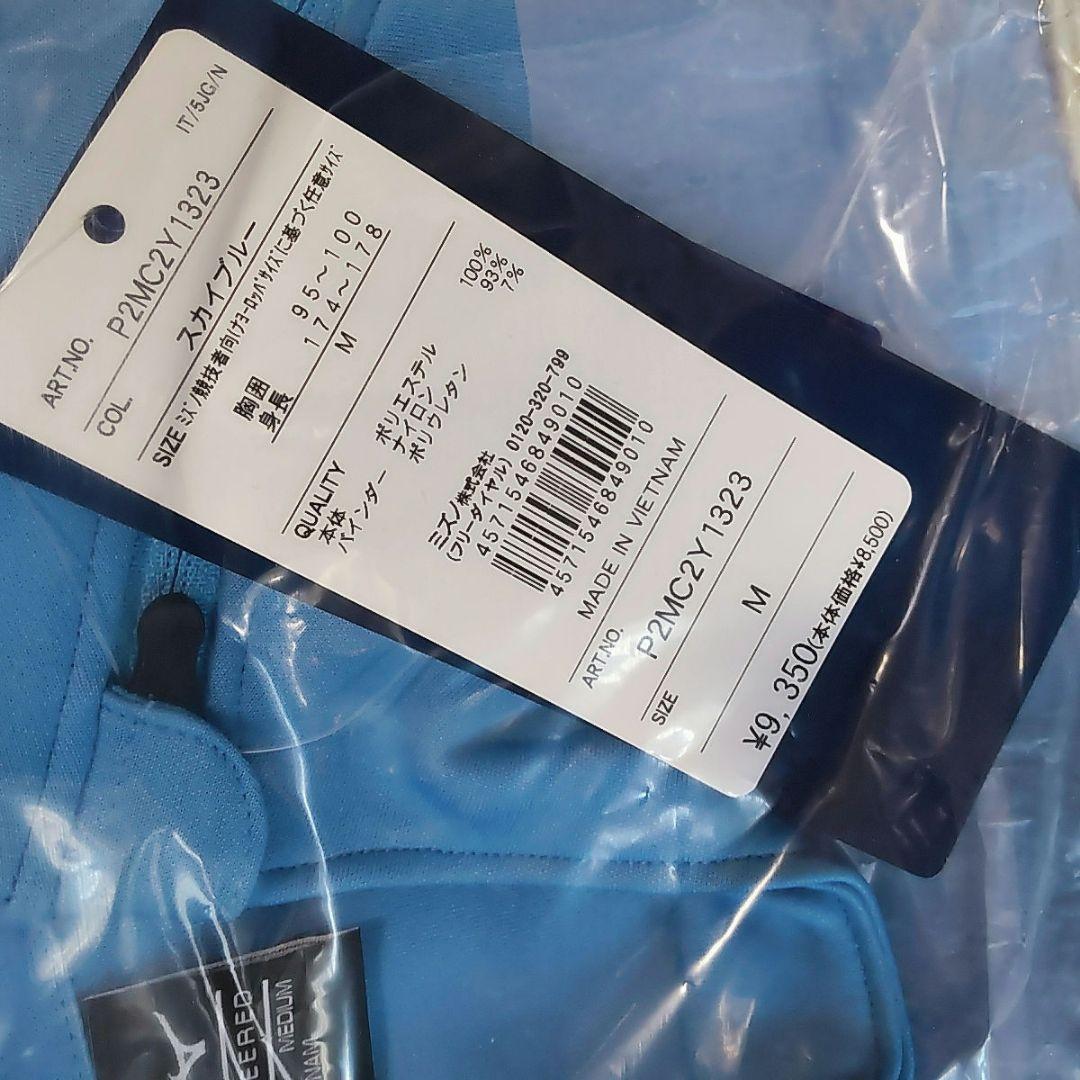 IT/5JG/N
ART.NO. P2MC2Y1323
COL. スカイブルー
SIZE ミズノ競技者向け(ヨーロッパサイズ)に基づく任意サイズ
胸囲 95~100
身長 174~178
M
QUALITY
本体 ポリエステル 100%
バインダー ナイロン 93%
ポリウレタン 7%
ミズノ株式会社
(フリーダイヤル) 0120-320-799
4571546849010
4571546849010
MADE IN VIETNAM
ART.NO. P2MC2Y1323
SIZE M
¥9,350(本体価格¥8,500)
EERED
MEDIUM
NAM